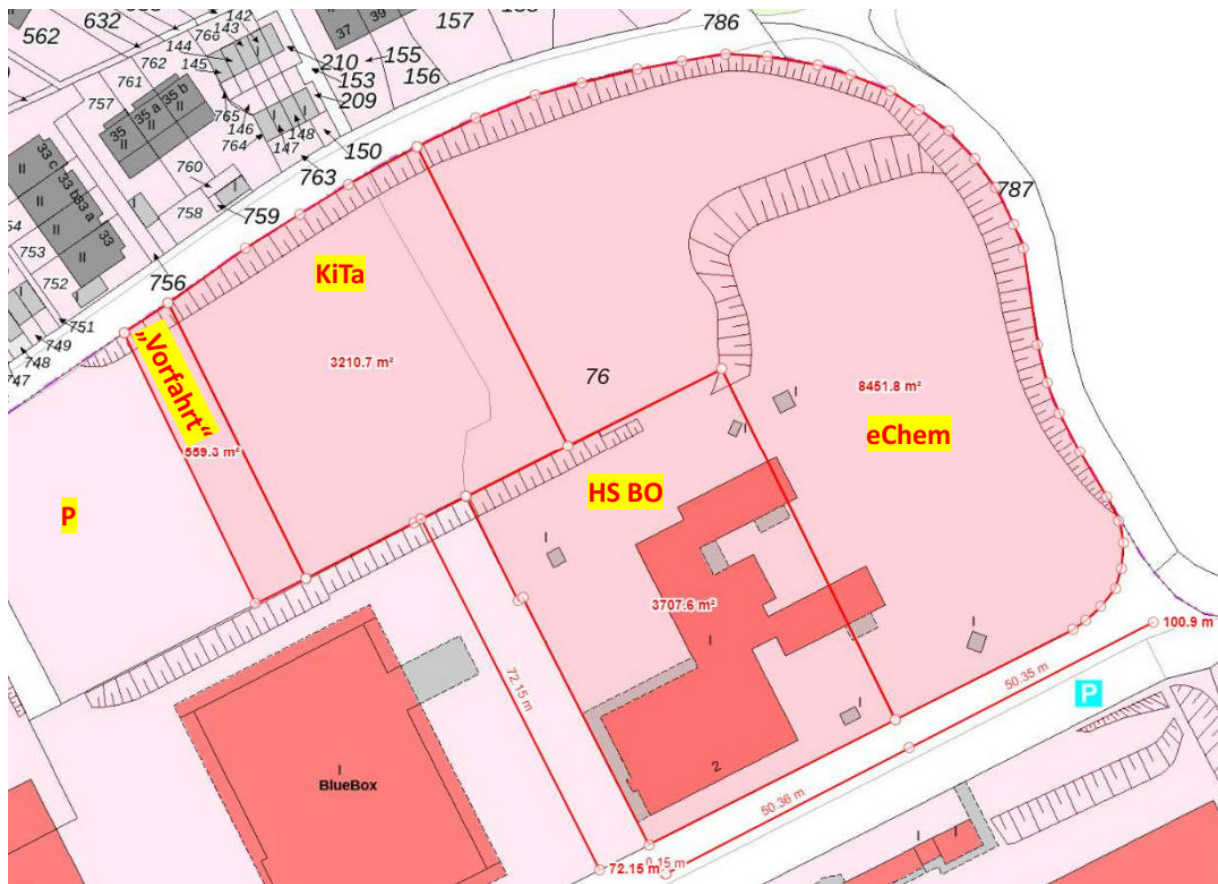 562
632
142
143
766
144
145
762
761
757
35
35 a
35 b
II
II
210
155
153
156
209
157
786
37
39
765
146
764
147
148
150
763
760
758
759
33 c
33 b
33 a
33
II
II
II
II
753
752
756
751
749
748
747
787
KiTa
„Vorfahrt“
3210.7 m²
559.3 m²
76
8451.8 m²
eChem
P
HS BO
3707.6 m²
I
I
I
I
I
I
I
2
72.15 m
50.35 m
100.9 m
P
I
BlueBox
50.36 m
72.15 m
0.15 m
I
I